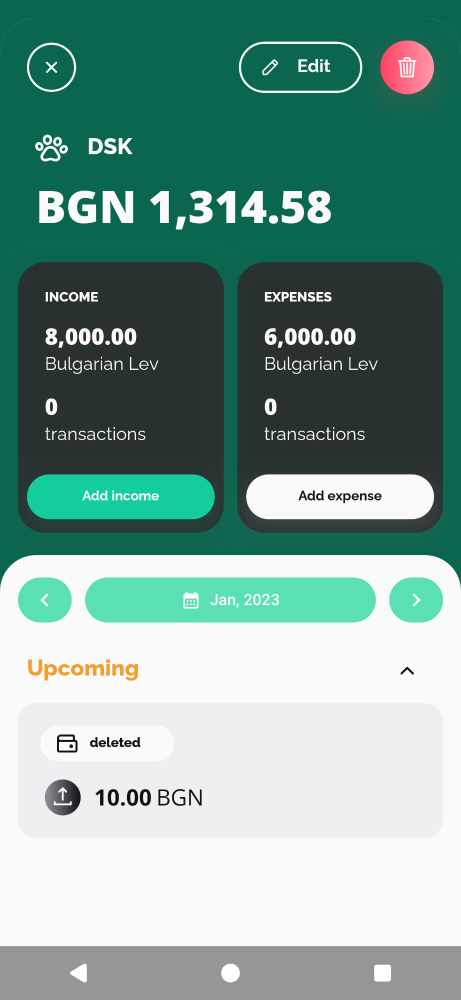 Edit
DSK
BGN 1,314.58
INCOME
8,000.00
Bulgarian Lev
0
transactions
Add income
EXPENSES
6,000.00
Bulgarian Lev
0
transactions
Add expense
Jan, 2023
Upcoming
deleted
10.00 BGN